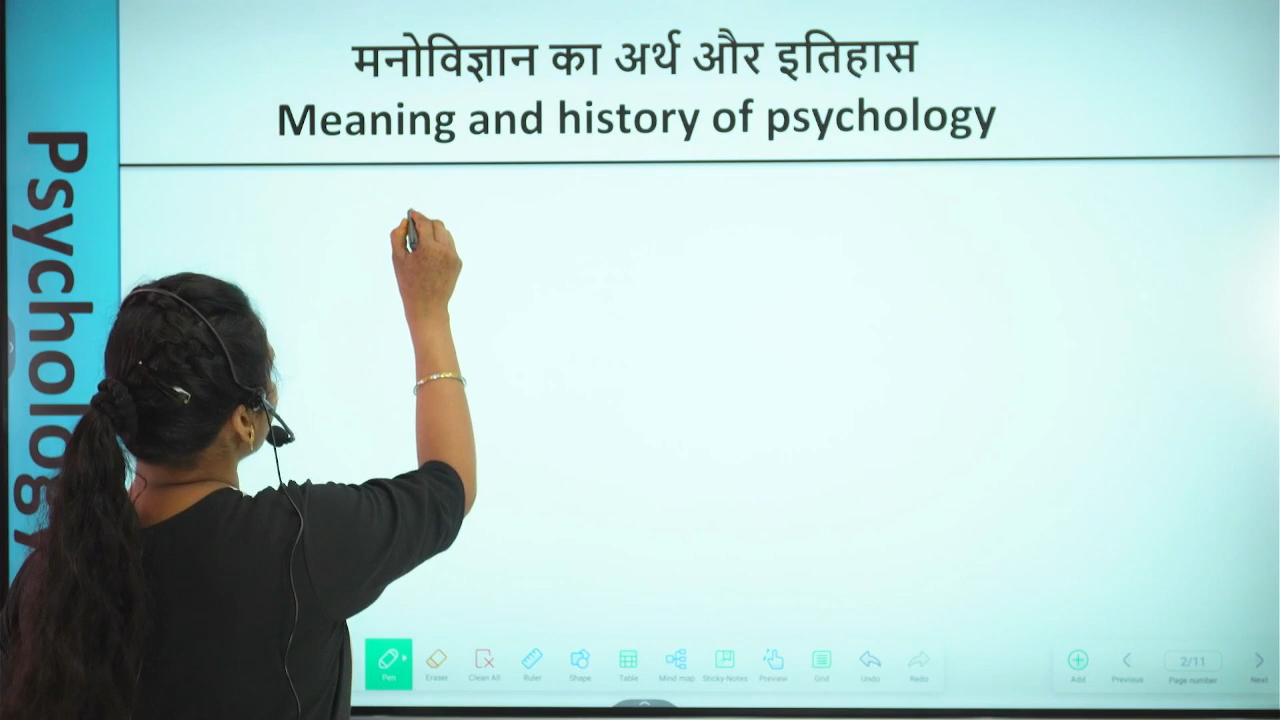 मनोविज्ञान का अर्थ और इतिहास
Meaning and history of psychology
Psychology
Pen
Eraser
Clean All
Ruler
Shape
Table
Mind map
Sticky-Notes
Preview
Grid
Undo
Redo
Add
Previous
2/11
Page number
Next